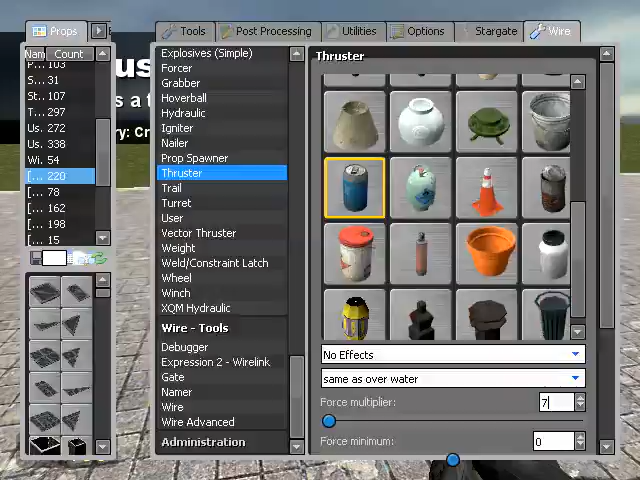 Props
Tools
Post Processing
Utilities
Options
Stargate
Wire
Nam Count
P... 103
S... 31
St... 107
T... 297
Us. 272
Us. 338
Wi. 54
[... 220
[... 78
[... 162
[... 198
[... 15
us
s a t
ry: Cr
Explosives (Simple)
Forcer
Grabber
Hoverball
Hydraulic
Igniter
Nailer
Prop Spawner
Thruster
Trail
Turret
User
Vector Thruster
Weight
Weld/Constraint Latch
Wheel
Winch
XQM Hydraulic
Wire - Tools
Debugger
Expression 2 - Wirelink
Gate
Namer
Wire
Wire Advanced
Administration
Thruster
No Effects
same as over water
Force multiplier: 7
Force minimum: 0